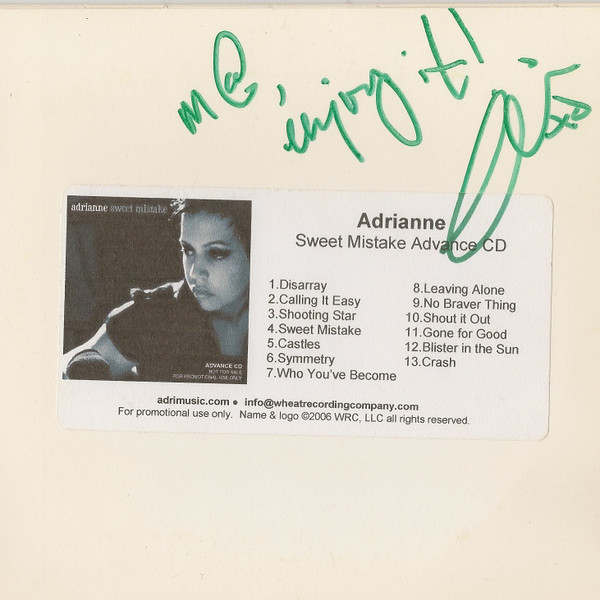 enjoy it!
adrianne sweet mistake
ADVANCE CD
NOT FOR SALE
FOR PROMOTIONAL USE ONLY
Adrianne
Sweet Mistake Advance CD
1.Disarray
2.Calling It Easy
3.Shooting Star
4.Sweet Mistake
5.Castles
6.Symmetry
7.Who You've Become
8.Leaving Alone
9.No Braver Thing
10.Shout it Out
11.Gone for Good
12.Blister in the Sun
13.Crash
adrimusic.com ● info@wheatrecordingcompany.com
For promotional use only. Name & logo ©2006 WRC, LLC all rights reserved.